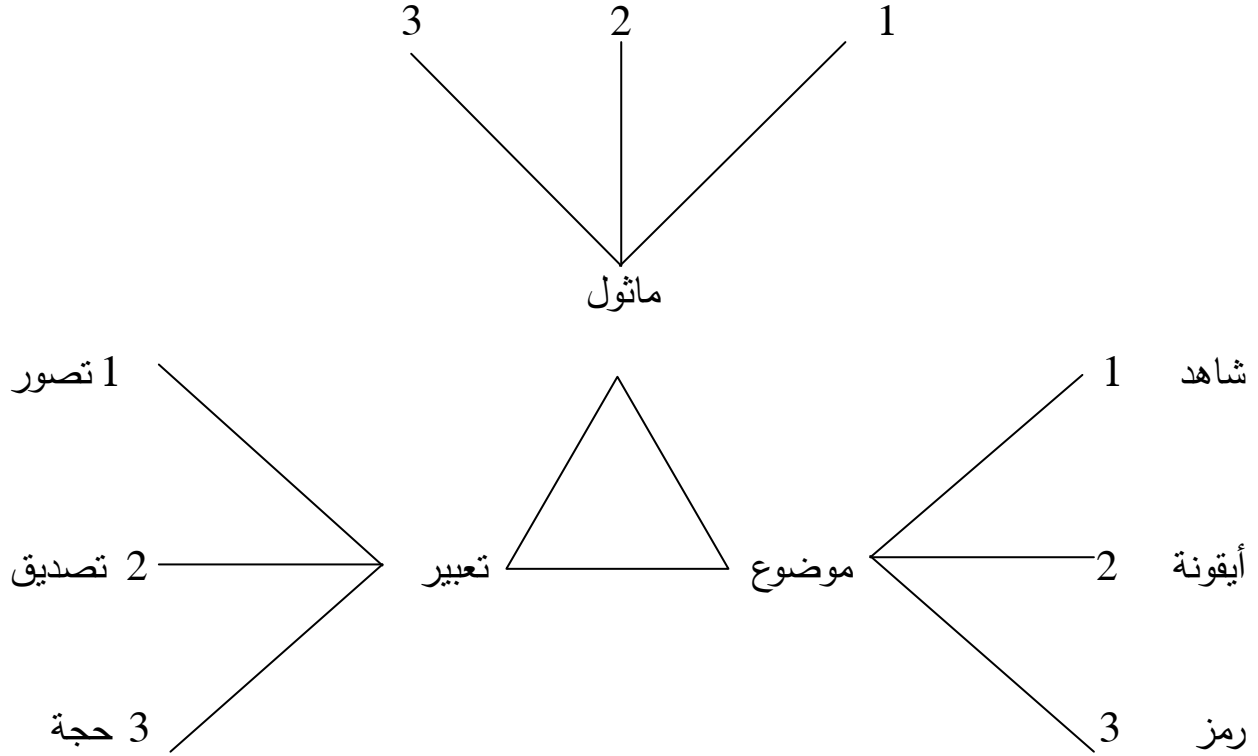 1 2 3
ماثول
شاهد 1
1 تصور
أيقونة 2
موضوع
تعبير
2 تصديق
رمز 3
3 حجة